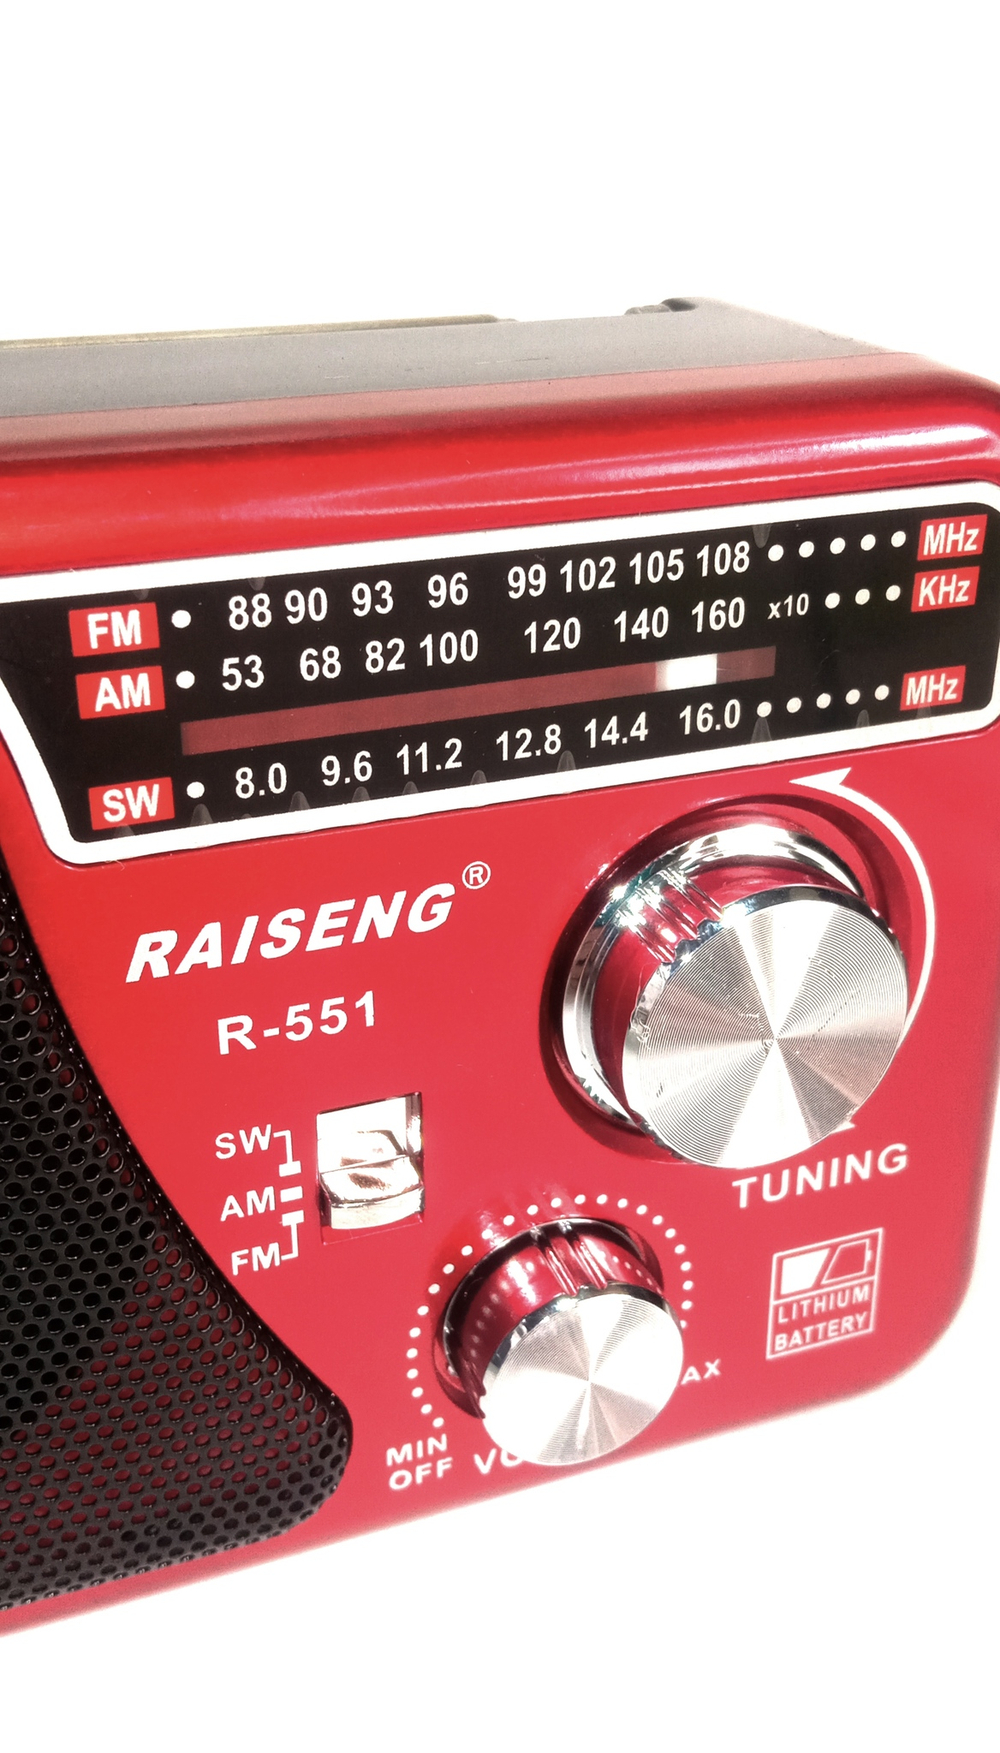 FM 88 90 93 96 99 102 105 108 MHz
AM 53 68 82 100 120 140 160 x10 KHz
SW 8.0 9.6 11.2 12.8 14.4 16.0 MHz
RAISENG®
R-551
SW
AM
FM
TUNING
LITHIUM
BATTERY
MIN
OFF